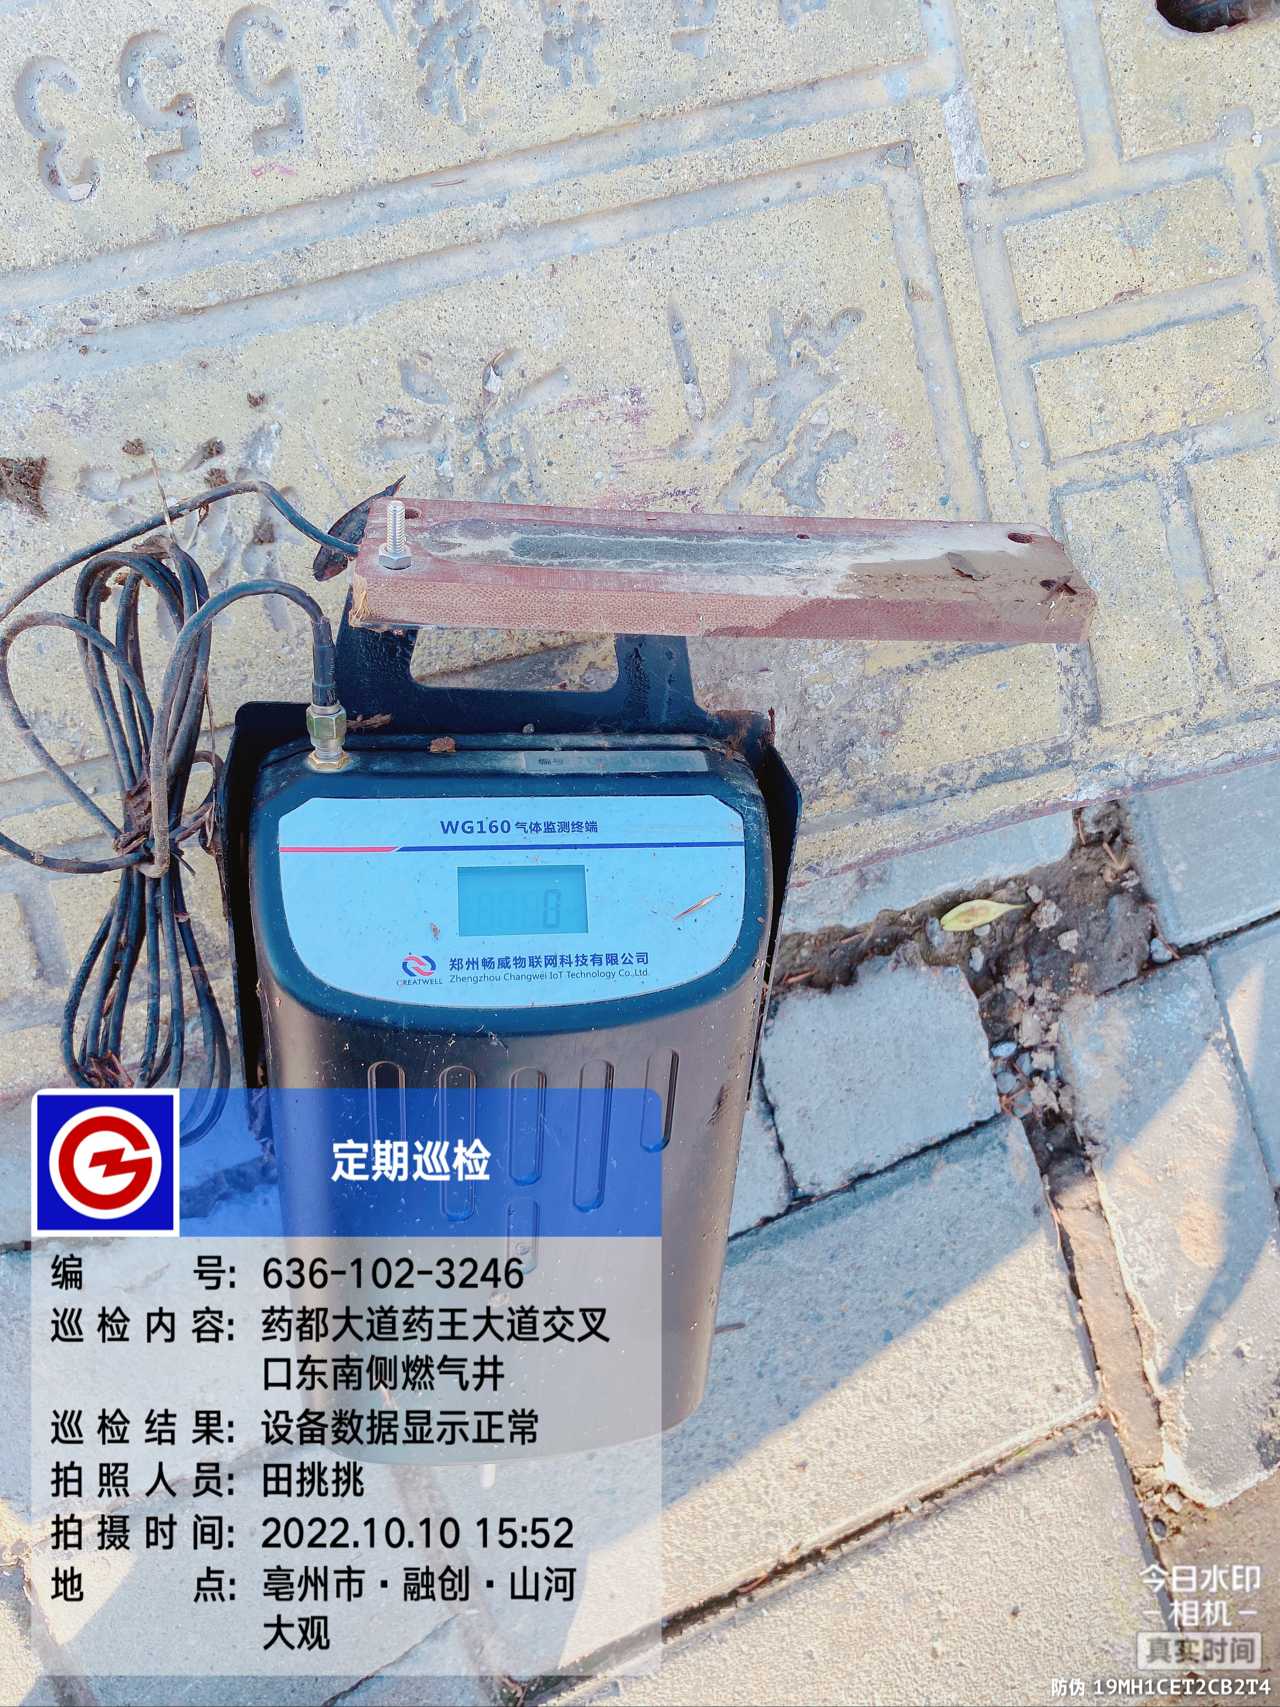 553
WG160 气体监测终端
0
GREATWELL
郑州畅威物联网科技有限公司
Zhengzhou Changwei IoT Technology Co.,Ltd.
定期巡检
编号: 636-102-3246
巡检内容: 药都大道药王大道交叉
口东南侧燃气井
巡检结果: 设备数据显示正常
拍照人员: 田挑挑
拍摄时间: 2022.10.10 15:52
地点: 亳州市·融创·山河
大观
今日水印
-相机-
真实时间
防伪 19MH1CET2CB2T4